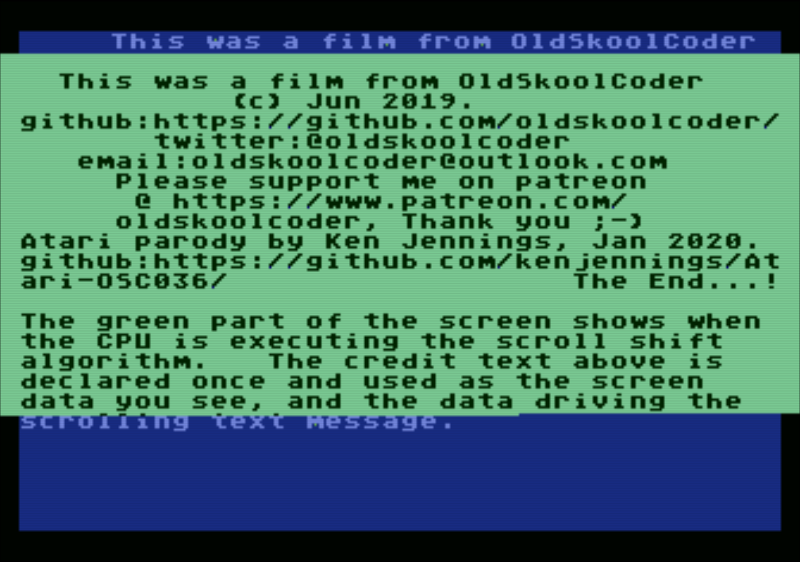 This was a film from OldSkoolCoder
This was a film from OldSkoolCoder
(c) Jun 2019.
github:https://github.com/oldskoolcoder/
twitter:@oldskoolcoder
email:oldskoolcoder@outlook.com
Please support me on patreon
@ https://www.patreon.com/
oldskoolcoder, Thank you ;-)
Atari parody by Ken Jennings, Jan 2020.
github:https://github.com/kenjennings/At
ari-OSC036/ The End...!
The green part of the screen shows when
the CPU is executing the scroll shift
algorithm. The credit text above is
declared once and used as the screen
data you see, and the data driving the
scrolling text message.